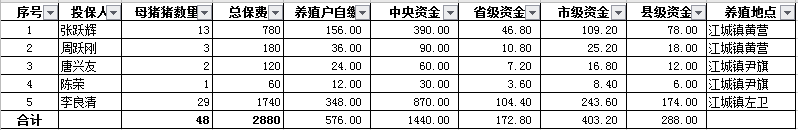 序号 投保人 母猪猪数量 总保费 养殖户自缴 中央资金 省级资金 市级资金 县级资金 养殖地点
1 张跃辉 13 780 156.00 390.00 46.80 109.20 78.00 江城镇黄营
2 周跃刚 3 180 36.00 90.00 10.80 25.20 18.00 江城镇黄营
3 唐兴友 2 120 24.00 60.00 7.20 16.80 12.00 江城镇尹旗
4 陈荣 1 60 12.00 30.00 3.60 8.40 6.00 江城镇尹旗
5 李良清 29 1740 348.00 870.00 104.40 243.60 174.00 江城镇左卫
合计 48 2880 576.00 1440.00 172.80 403.20 288.00